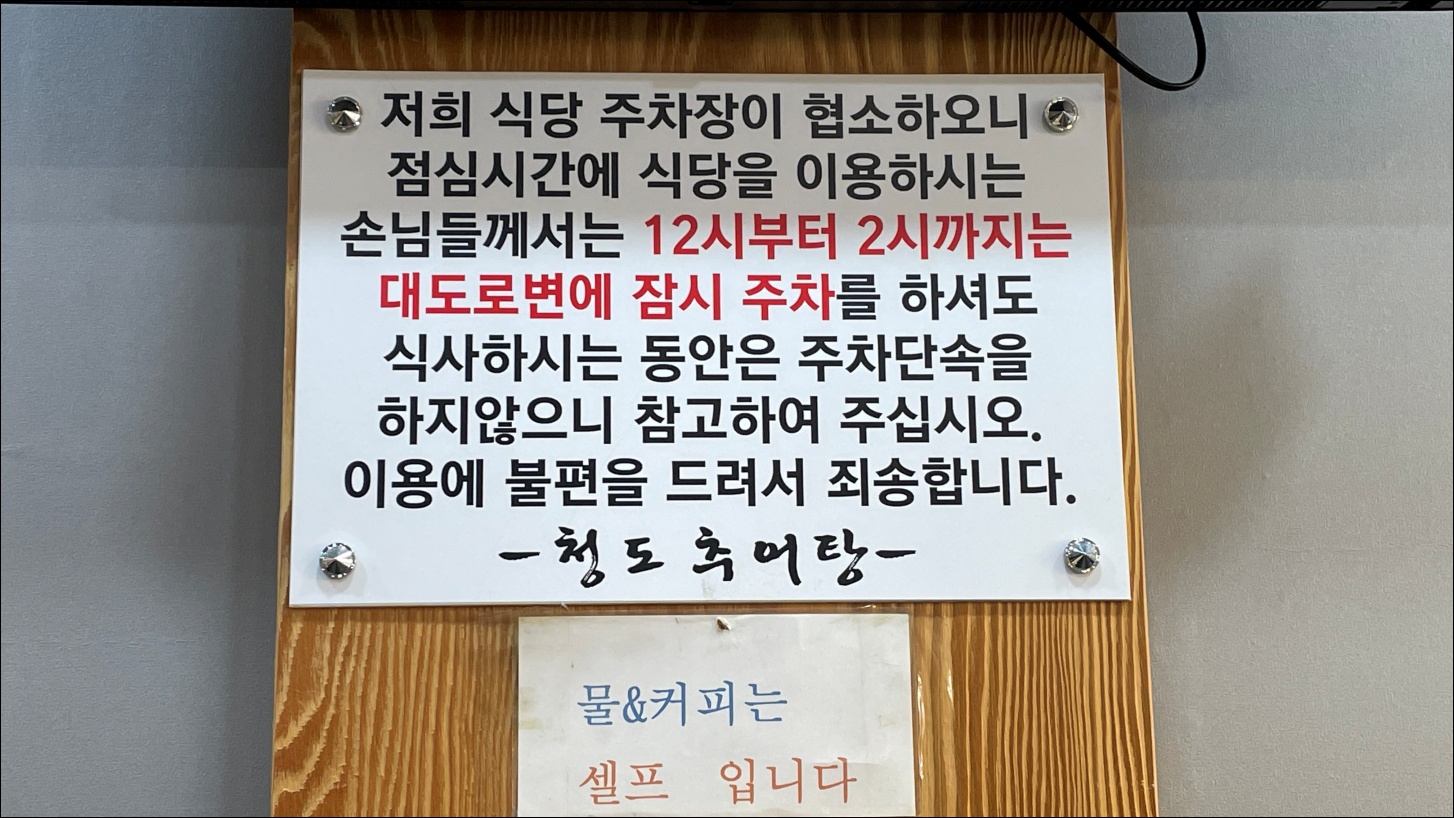 저희 식당 주차장이 협소하오니
점심시간에 식당을 이용하시는
손님들께서는 12시부터 2시까지는
대도로변에 잠시 주차를 하셔도
식사하시는 동안은 주차단속을
하지않으니 참고하여 주십시오.
이용에 불편을 드려서 죄송합니다.
-청도 추어탕-
물&커피는
셀프 입니다